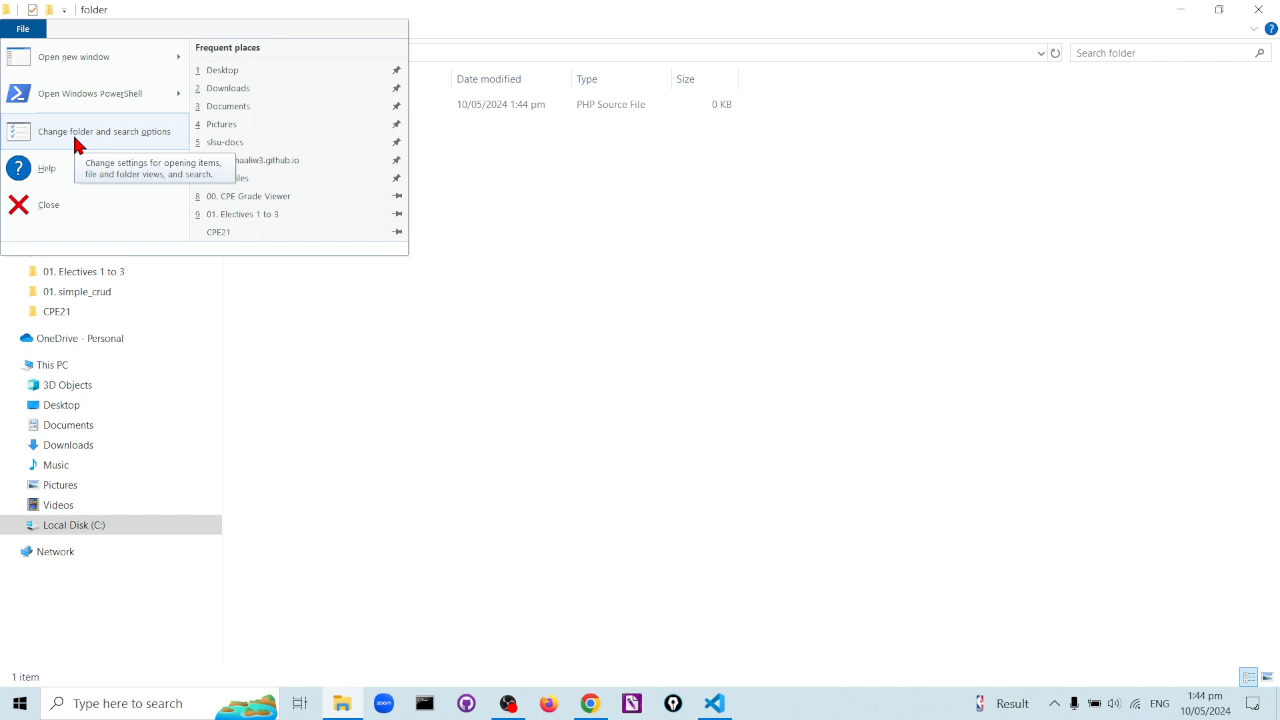 folder
File
Open new window
Open Windows PowerShell
Change folder and search options
Change settings for opening items,
file and folder views, and search.
Help
Close
Frequent places
1 Desktop
2 Downloads
3 Documents
4 Pictures
5 slsu-docs
naaliw3.github.io
iles
8 00. CPE Grade Viewer
9 01. Electives 1 to 3
CPE21
Search folder
Date modified
Type
Size
10/05/2024 1:44 pm
PHP Source File
0 KB
01. Electives 1 to 3
01. simple_crud
CPE21
OneDrive - Personal
This PC
3D Objects
Desktop
Documents
Downloads
Music
Pictures
Videos
Local Disk (C:)
Network
1 item
Type here to search
zoom
Result
ENG
1:44 pm
10/05/2024